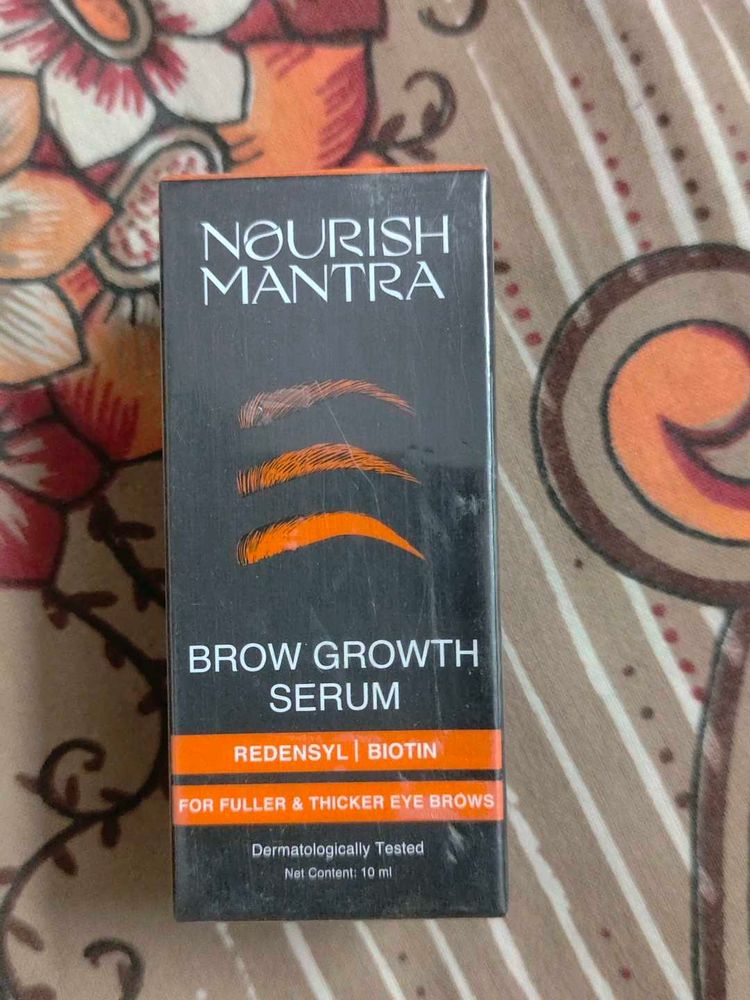 NOURISH
MANTRA
BROW GROWTH
SERUM
REDENSYL | BIOTIN
FOR FULLER & THICKER EYE BROWS
Dermatologically Tested
Net Content: 10 ml